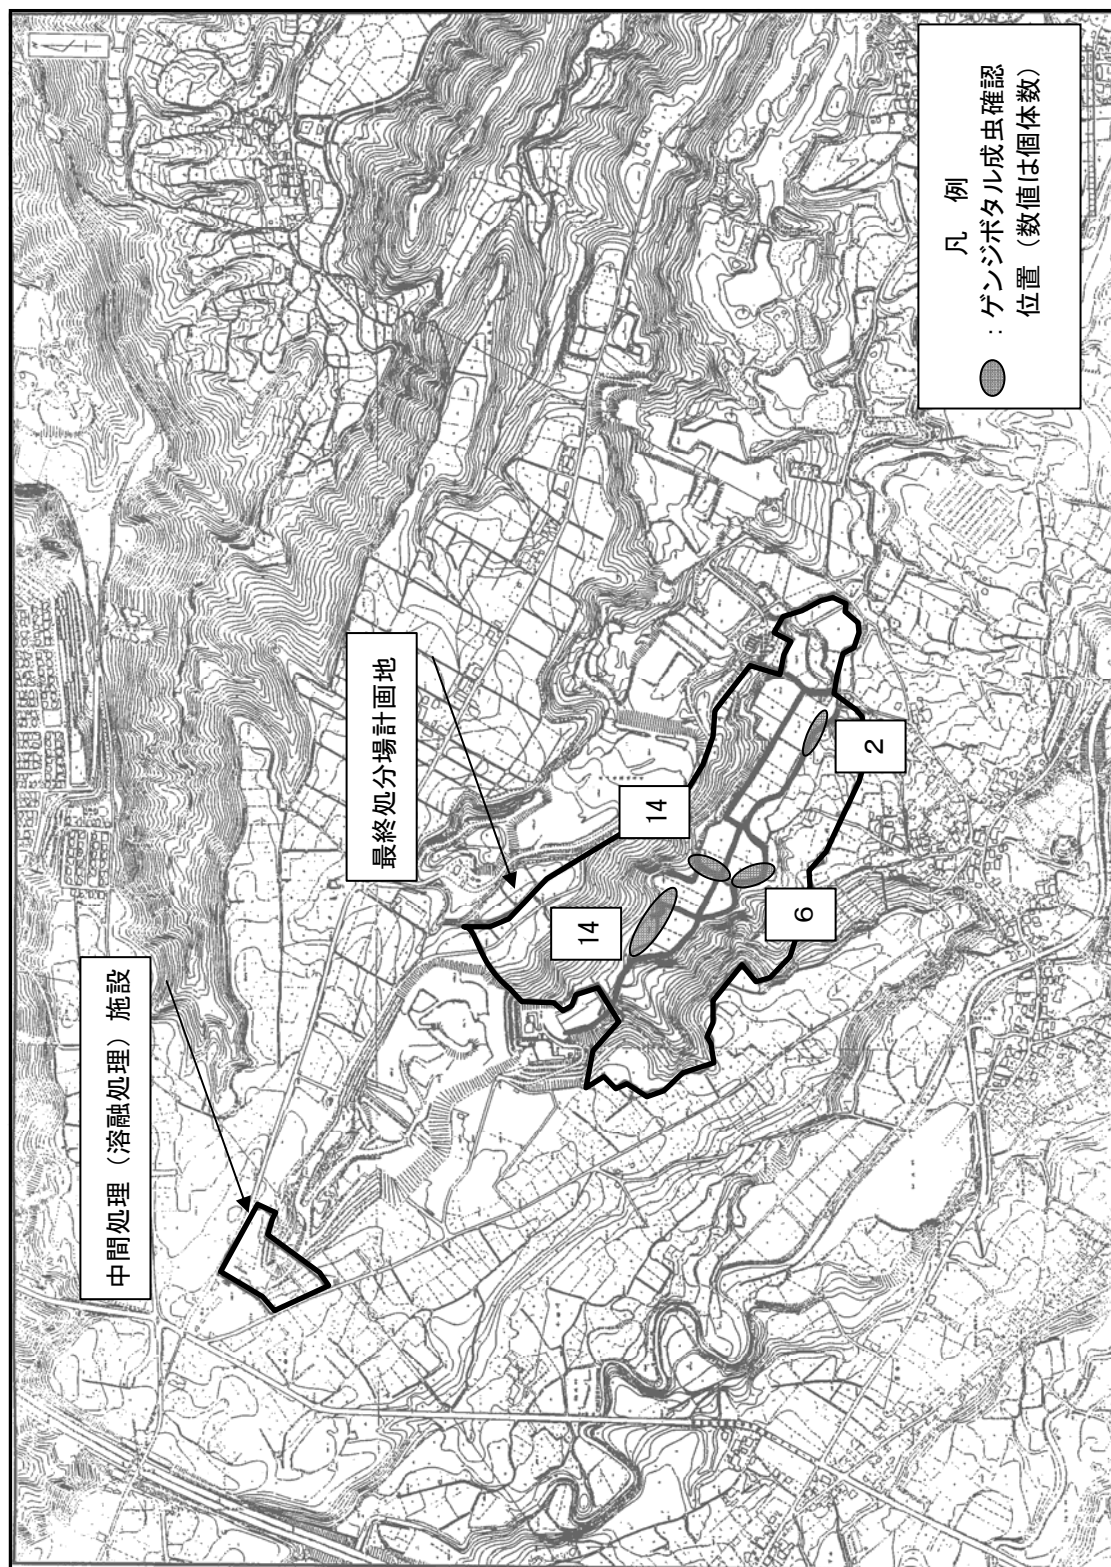 中間処理（溶融処理）施設
最終処分場計画地
14
14
6
2
凡 例
：ゲンジボタル成虫確認
位置（数値は個体数）